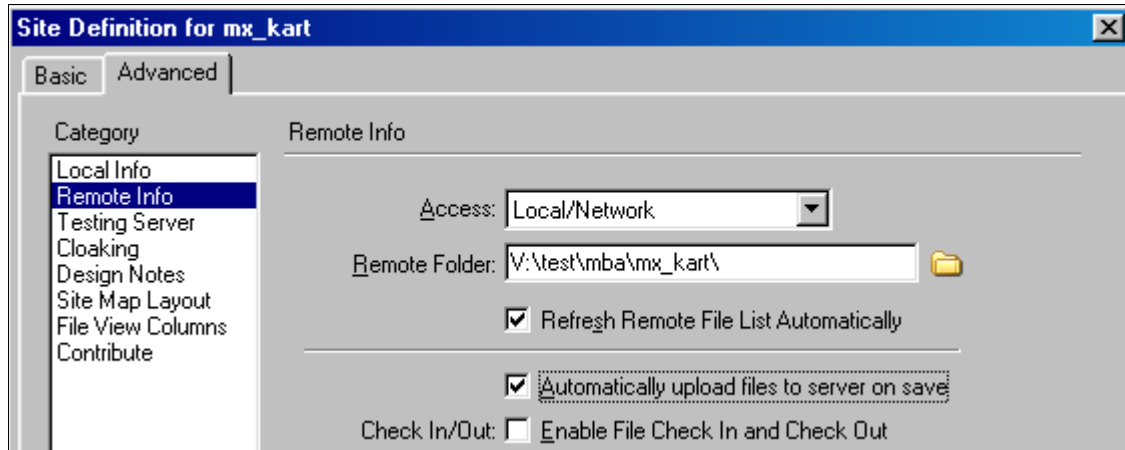 Site Definition for mx_kart
Basic Advanced
Category
Remote Info
Local Info
Remote Info
Testing Server
Cloaking
Design Notes
Site Map Layout
File View Columns
Contribute
Access: Local/Network
Remote Folder: V:\test\mba\mx_kart\
Refresh Remote File List Automatically
Automatically upload files to server on save
Check In/Out: Enable File Check In and Check Out